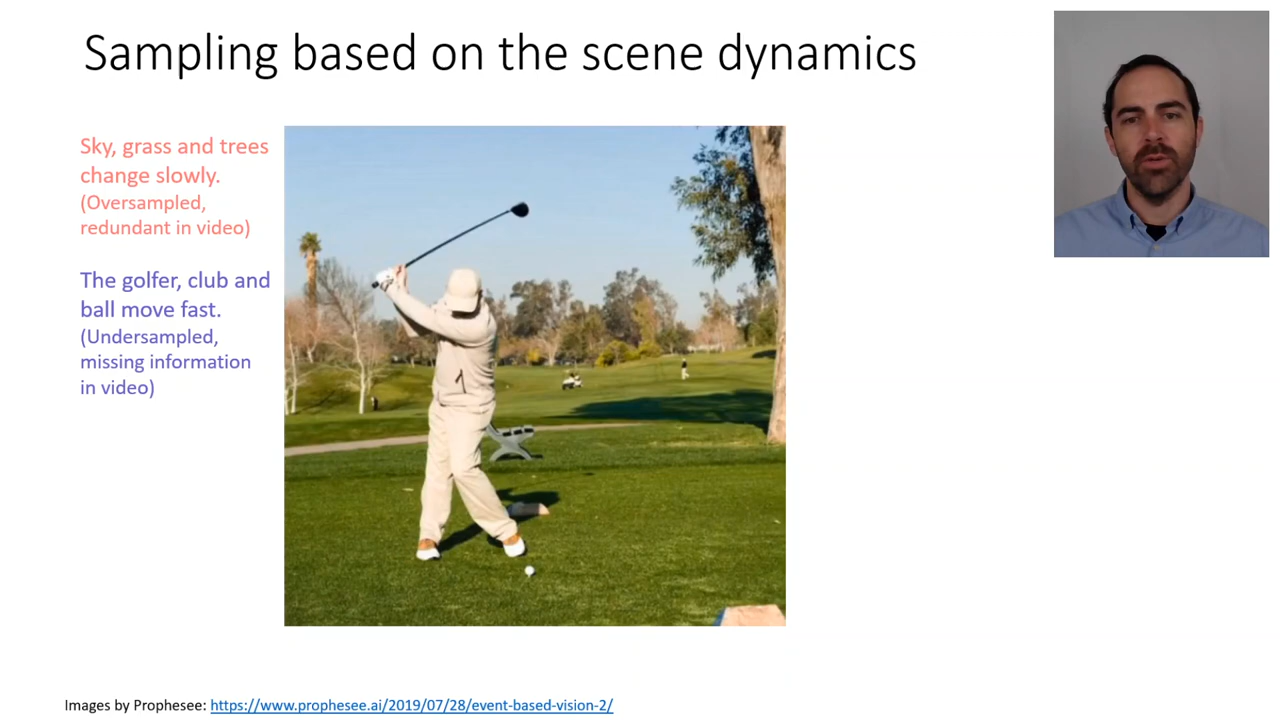 Sampling based on the scene dynamics
Sky, grass and trees
change slowly.
(Oversampled,
redundant in video)
The golfer, club and
ball move fast.
(Undersampled,
missing information
in video)
Images by Prophesee: https://www.prophesee.ai/2019/07/28/event-based-vision-2/